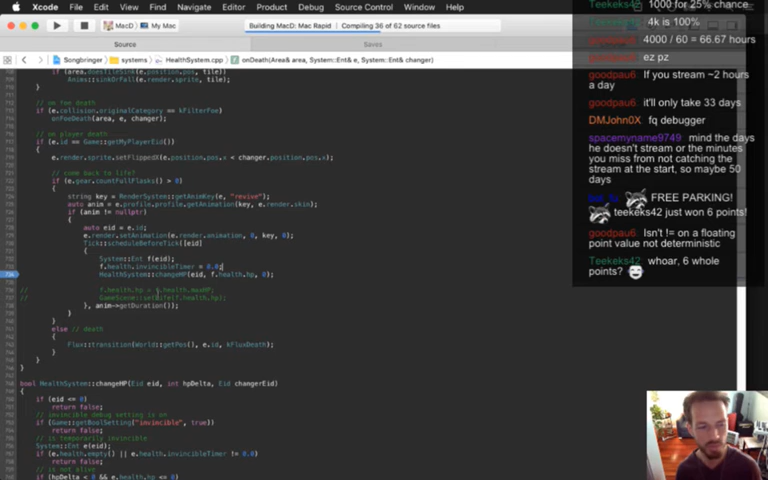 Xcode File Edit View Find Navigate Editor Product Debug Source Control Window Help
MacD My Mac
Building MacD: Mac Rapid | Compiling 36 of 62 source files
Source
Saves
Songbringer systems HealthSystem.cpp onDeath(Area& area, System::Ent& e, System::Ent& changer)
if (area.doesTileSink(e.position.pos, tile))
Anims::sinkOrFall(e.render.sprite, tile);
}
// on foe death
if (e.collision.originalCategory == kFilterFoe)
onFoeDeath(area, e, changer);
// on player death
if (e.id == Game::getMyPlayerEid())
{
e.render.sprite.setFlippedX(e.position.pos.x < changer.position.pos.x);
// come back to life?
if (e.gear.countFullFlasks() > 0)
{
string key = RenderSystem::getAnimKey(e, "revive");
auto anim = e.profile.profile.getAnimation(key, e.render.skin);
if (anim != nullptr)
{
auto eid = e.id;
e.render.setAnimation(e.render.animation, 0, key, 0);
Tick::scheduleBeforeTick([eid]
{
System::Ent f(eid);
f.health.invincibleTimer = 0.0;
HealthSystem::changeHP(eid, f.health.hp, 0);
// f.health.hp = f.health.maxHP;
// GameScene::setLife(f.health.hp);
}, anim->getDuration());
}
}
else // death
{
Flux::transition(World::getPos(), e.id, kFluxDeath);
}
}
}
bool HealthSystem::changeHP(Eid eid, int hpDelta, Eid changerEid)
{
if (eid <= 0)
return false;
// invincible debug setting is on
if (Game::getBoolSetting("invincible", true))
return false;
// is temporarily invincible
System::Ent e(eid);
if (e.health.empty() || e.health.invincibleTimer != 0.0)
return false;
// is not alive
if (hpDelta < 0 && e.health.hp <= 0)
Teekeks42 1000 for 25% chance
Teekeks42 4k is 100%
goodpau6 4000 / 60 = 66.67 hours
goodpau6 ez pz
goodpau6 If you stream ~2 hours
a day
goodpau6 it'll only take 33 days
DMJohn0X fq debugger
spacemyname9749 mind the days
he doesn't stream or the minutes
you miss from not catching the
stream at the start, so maybe 50
days
FREE PARKING!
teekeks42 just won 6 points!
goodpau6 Isn't != on a floating
point value not deterministic
Teekeks42 whoar, 6 whole
points?